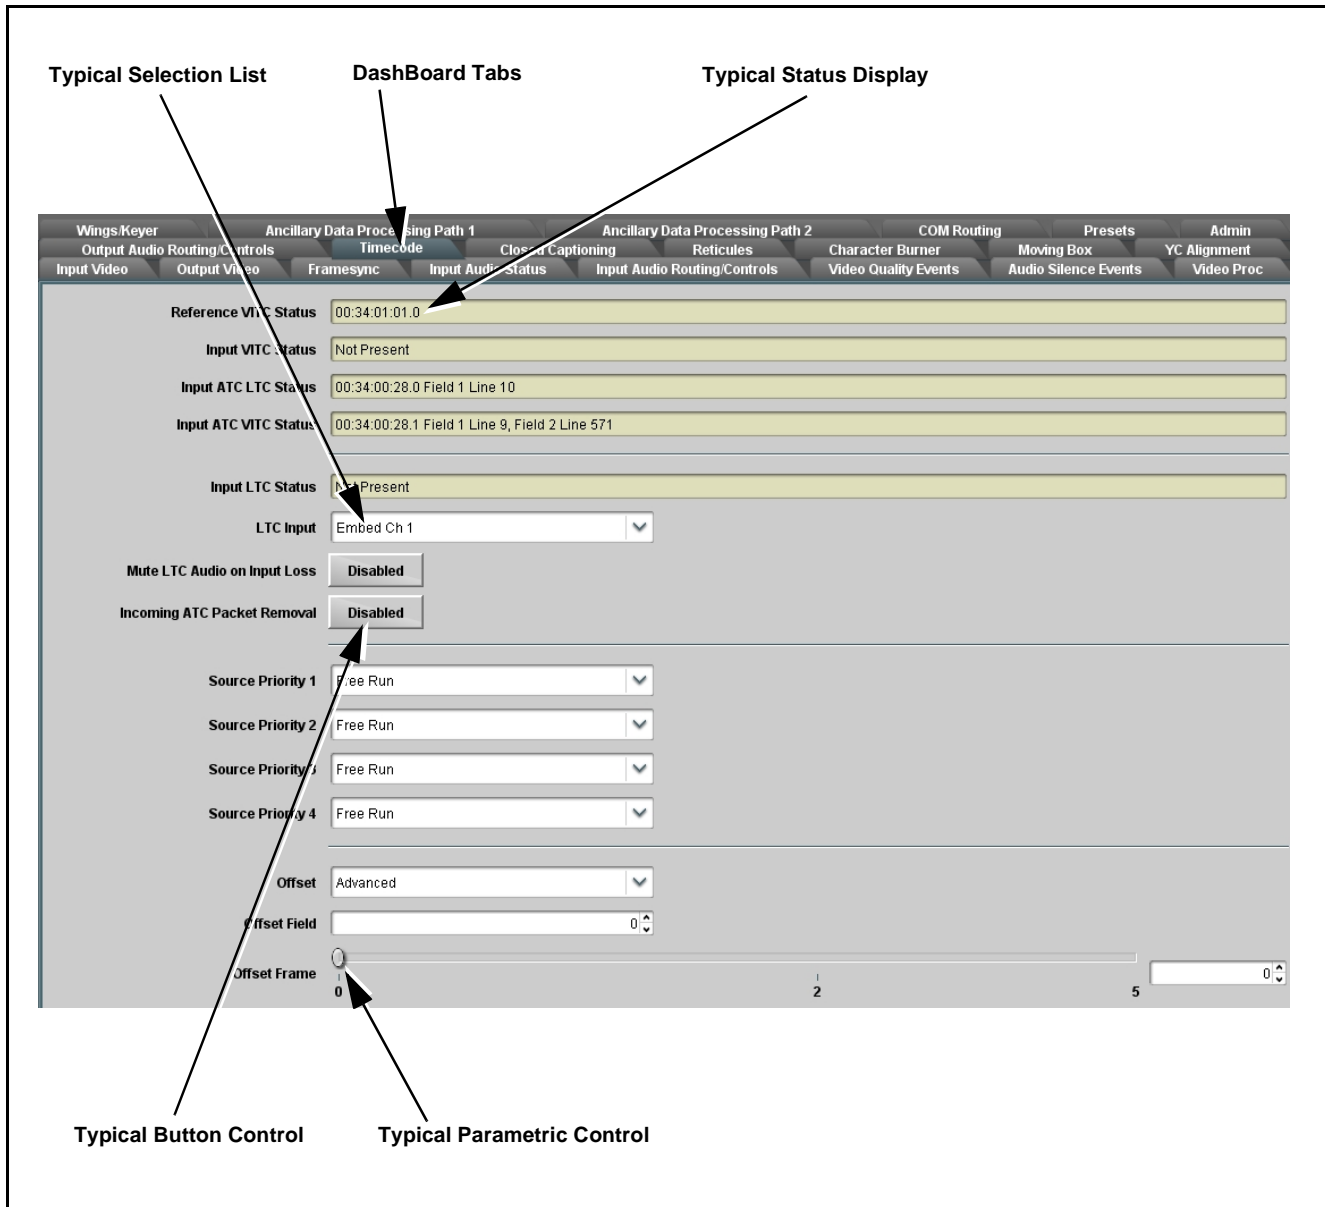 Typical Selection List DashBoard Tabs Typical Status Display
Wings/Keyer Ancillary Data Processing Path 1 Ancillary Data Processing Path 2 COM Routing Presets Admin
Output Audio Routing/Controls Timecode Closed Captioning Reticules Character Burner Moving Box YC Alignment
Input Video Output Video Framesync Input Audio Status Input Audio Routing/Controls Video Quality Events Audio Silence Events Video Proc
Reference VITC Status 00:34:01:01.0
Input VITC Status Not Present
Input ATC LTC Status 00:34:00:28.0 Field 1 Line 10
Input ATC VITC Status 00:34:00:28.1 Field 1 Line 9, Field 2 Line 571
Input LTC Status Not Present
LTC Input Embed Ch 1
Mute LTC Audio on Input Loss Disabled
Incoming ATC Packet Removal Disabled
Source Priority 1 Free Run
Source Priority 2 Free Run
Source Priority 3 Free Run
Source Priority 4 Free Run
Offset Advanced
Offset Field 0
Offset Frame 0
0 2 5
Typical Button Control Typical Parametric Control